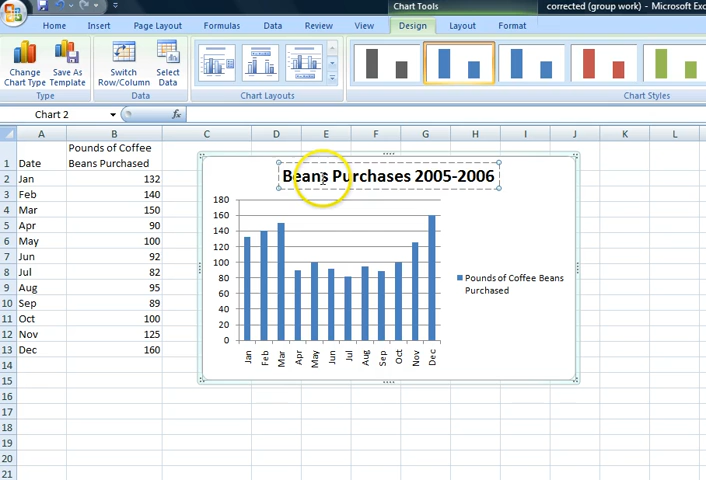 Chart Tools
corrected (group work) - Microsoft Exc
Home Insert Page Layout Formulas Data Review View Design Layout Format
Change Chart Type
Save As Template
Switch Row/Column
Select Data
Type Data Chart Layouts Chart Styles
Chart 2 fx
A B C D E F G H I J K L
1 Date Pounds of Coffee Beans Purchased
2 Jan 132
3 Feb 140
4 Mar 150
5 Apr 90
6 May 100
7 Jun 92
8 Jul 82
9 Aug 95
10 Sep 89
11 Oct 100
12 Nov 125
13 Dec 160
14
15
16
17
18
19
20
21
Beans Purchases 2005-2006
180
160
140
120
100
80
60
40
20
0
Jan Feb Mar Apr May Jun Jul Aug Sep Oct Nov Dec
Pounds of Coffee Beans
Purchased